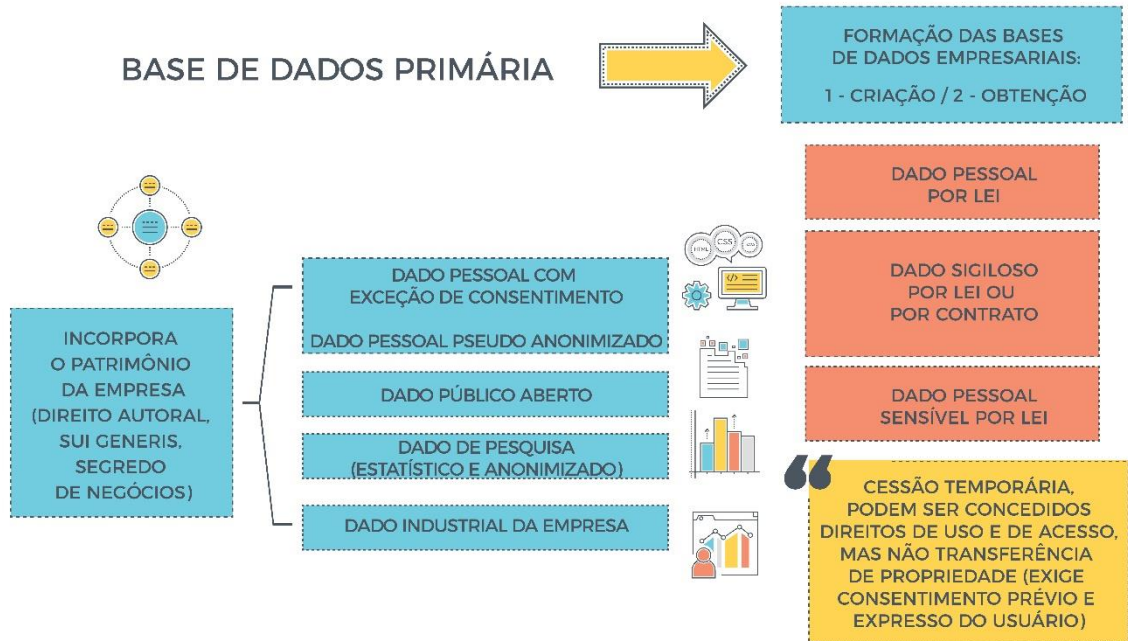 BASE DE DADOS PRIMÁRIA
FORMAÇÃO DAS BASES
DE DADOS EMPRESARIAIS:
1 - CRIAÇÃO / 2 - OBTENÇÃO
INCORPORA
O PATRIMÔNIO
DA EMPRESA
(DIREITO AUTORAL,
SUI GENERIS,
SEGREDO
DE NEGÓCIOS)
DADO PESSOAL COM
EXCEÇÃO DE CONSENTIMENTO
DADO PESSOAL PSEUDO ANONIMIZADO
DADO PÚBLICO ABERTO
DADO DE PESQUISA
(ESTATÍSTICO E ANONIMIZADO)
DADO INDUSTRIAL DA EMPRESA
HTML
CSS
DADO PESSOAL
POR LEI
DADO SIGILOSO
POR LEI OU
POR CONTRATO
DADO PESSOAL
SENSÍVEL POR LEI
“
CESSÃO TEMPORÁRIA,
PODEM SER CONCEDIDOS
DIREITOS DE USO E DE ACESSO,
MAS NÃO TRANSFERÊNCIA
DE PROPRIEDADE (EXIGE
CONSENTIMENTO PRÉVIO E
EXPRESSO DO USUÁRIO)